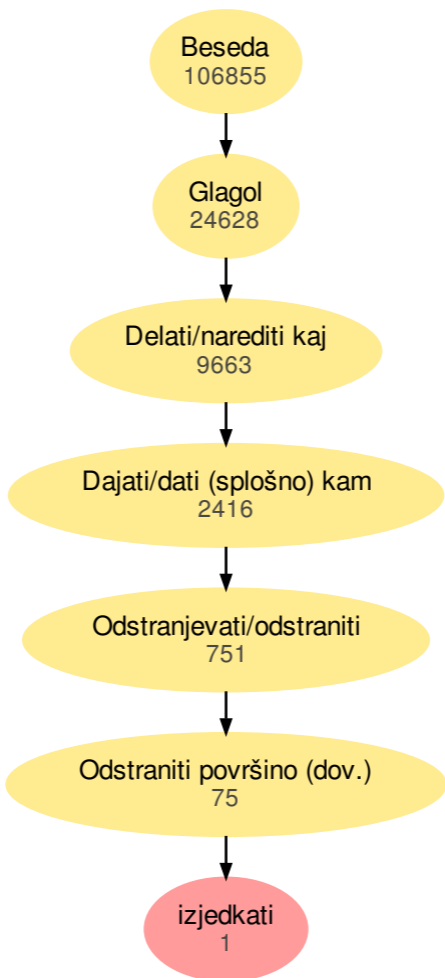 Beseda
106855
Glagol
24628
Delati/narediti kaj
9663
Dajati/dati (splošno) kam
2416
Odstranjevati/odstraniti
751
Odstraniti površino (dov.)
75
izjedkati
1